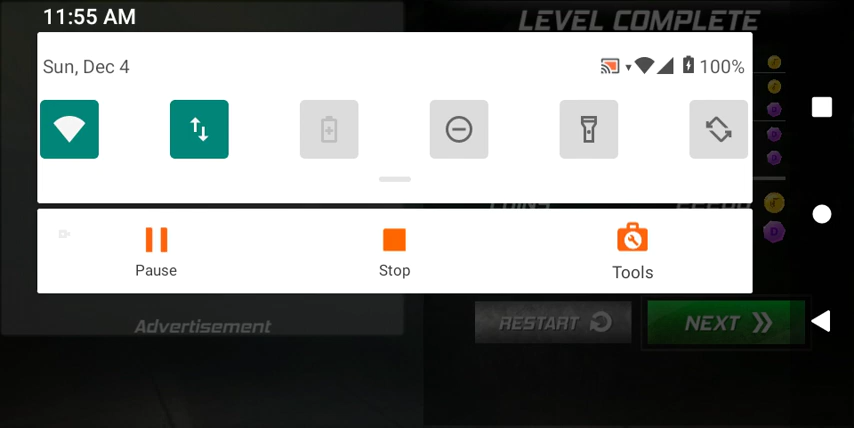 11:55 AM
LEVEL COMPLETE
Sun, Dec 4
100%
Pause
Stop
Tools
Advertisement
RESTART
NEXT